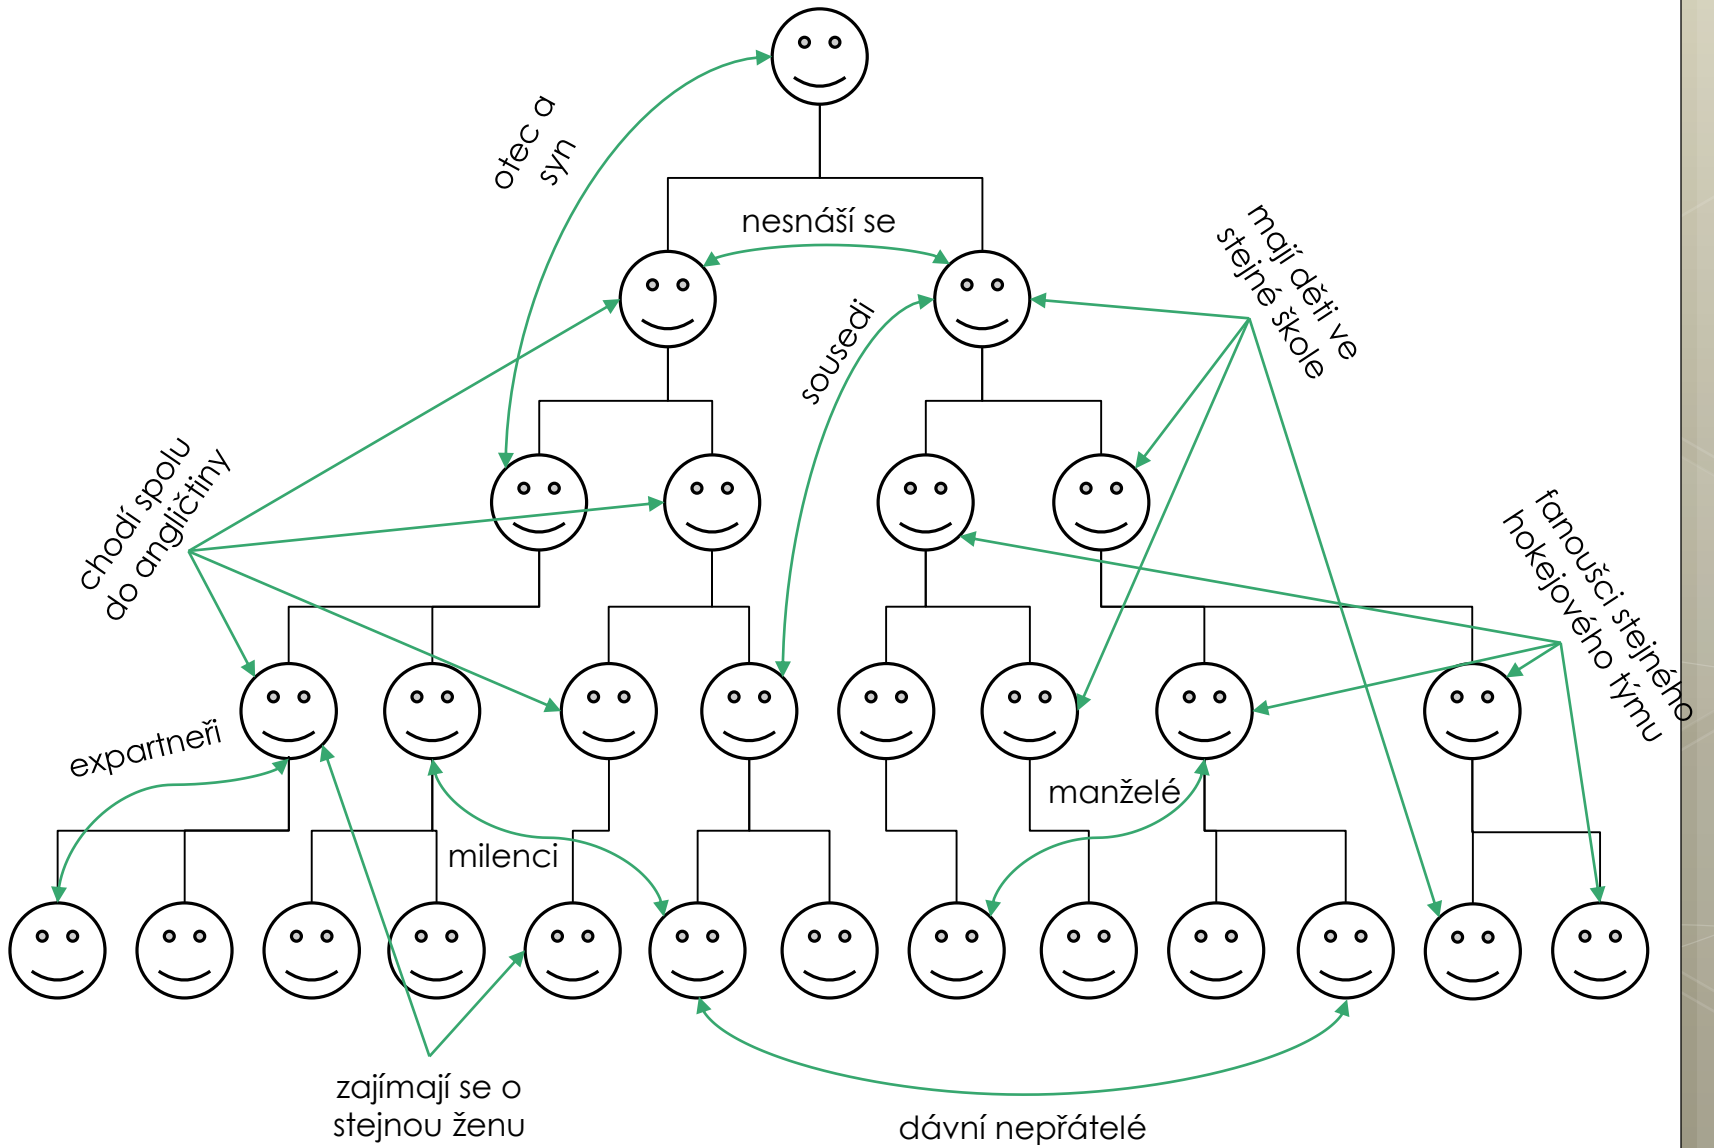 otec a
syn
nesnáší se
mají děti ve
stejné škole
sousedi
chodí spolu
do angličtiny
fanoušci stejného
hokejového týmu
expartneři
manželé
milenci
zajímají se o
stejnou ženu
dávní nepřátelé